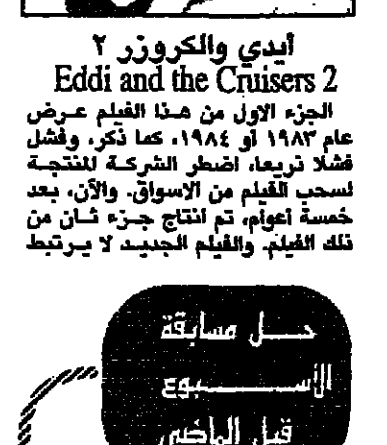 أيدي والكروزر ٢
Eddi and the Cruisers 2
الجزء الاول من هذا الفيلم عرض
عام ١٩٨٣ أو ١٩٨٤، كما ذكر، وفشل
فشلا ذريعا، اضطر الشركة المنتجة
لسحب الفيلم من الاسواق. والآن، بعد
خمسة أعوام، تم انتاج جزء ثان من
ذلك الفيلم. والفيلم الجديد لا يرتبط
حل مسابقة
الأسبوع
قبل الماضي